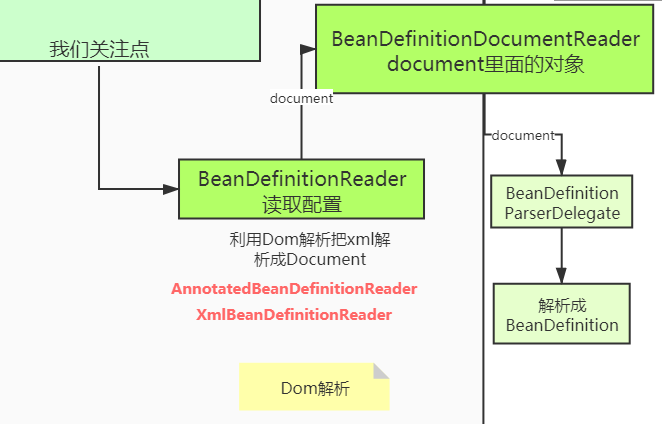 我们关注点
BeanDefinitionDocumentReader
document里面的对象
document
document
BeanDefinitionReader
读取配置
BeanDefinition
ParserDelegate
利用Dom解析把xml解
析成Document
AnnotatedBeanDefinitionReader
XmlBeanDefinitionReader
解析成
BeanDefinition
Dom解析